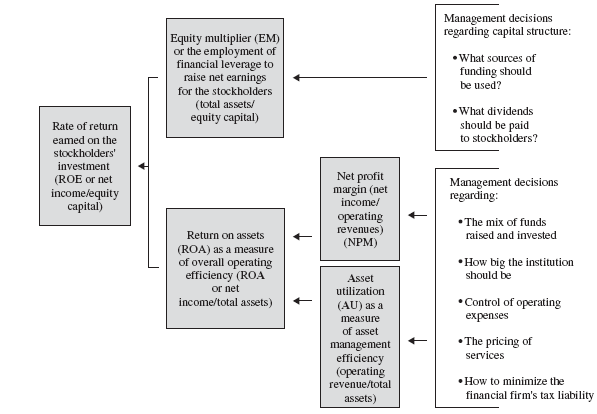 Equity multiplier (EM)
or the employment of
financial leverage to
raise net earnings
for the stockholders
(total assets/
equity capital)
Management decisions
regarding capital structure:
• What sources of
funding should
be used?
• What dividends
should be paid
to stockholders?
Rate of return
earned on the
stockholders'
investment
(ROE or net
income/equity
capital)
Return on assets
(ROA) as a measure
of overall operating
efficiency (ROA
or net
income/total assets)
Net profit
margin (net
income/
operating
revenues)
(NPM)
Asset
utilization
(AU) as a
measure
of asset
management
efficiency
(operating
revenue/total
assets)
Management decisions
regarding:
• The mix of funds
raised and invested
• How big the institution
should be
• Control of operating
expenses
• The pricing of
services
• How to minimize the
financial firm's tax liability